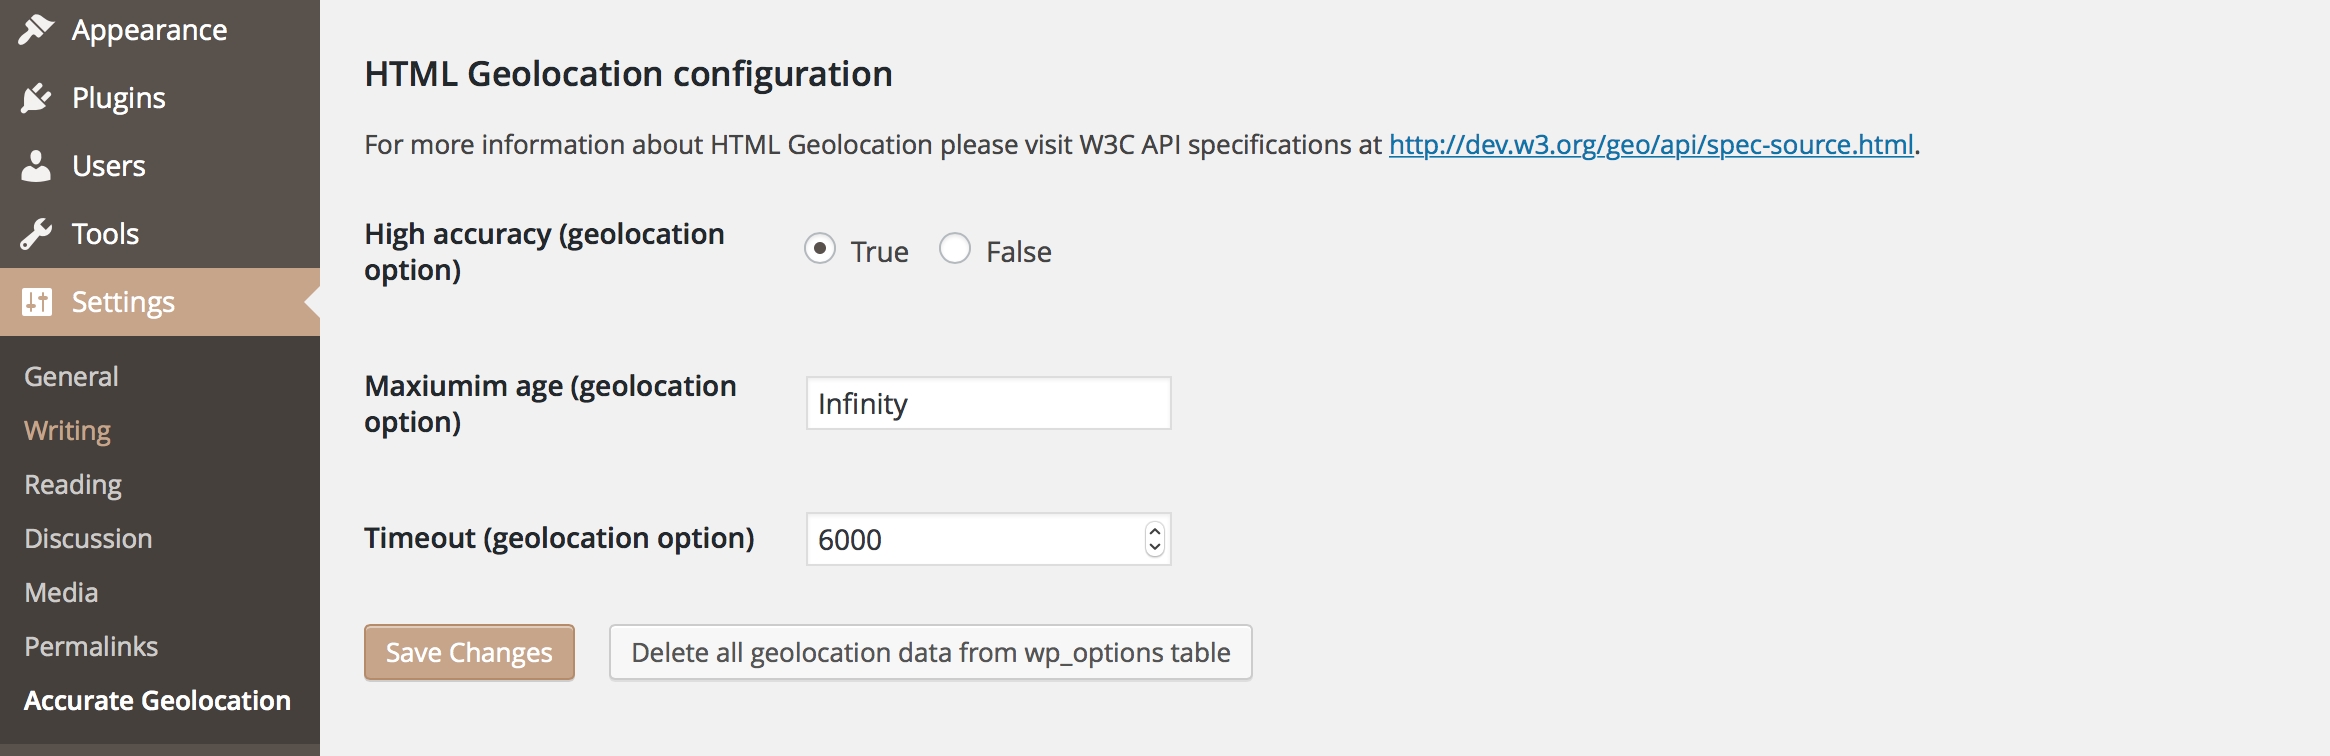 Appearance
Plugins
Users
Tools
Settings
General
Writing
Reading
Discussion
Media
Permalinks
Accurate Geolocation
HTML Geolocation configuration
For more information about HTML Geolocation please visit W3C API specifications at http://dev.w3.org/geo/api/spec-source.html.
High accuracy (geolocation
option)
True False
Maxiumim age (geolocation
option)
Infinity
Timeout (geolocation option)
6000
Save Changes
Delete all geolocation data from wp_options table